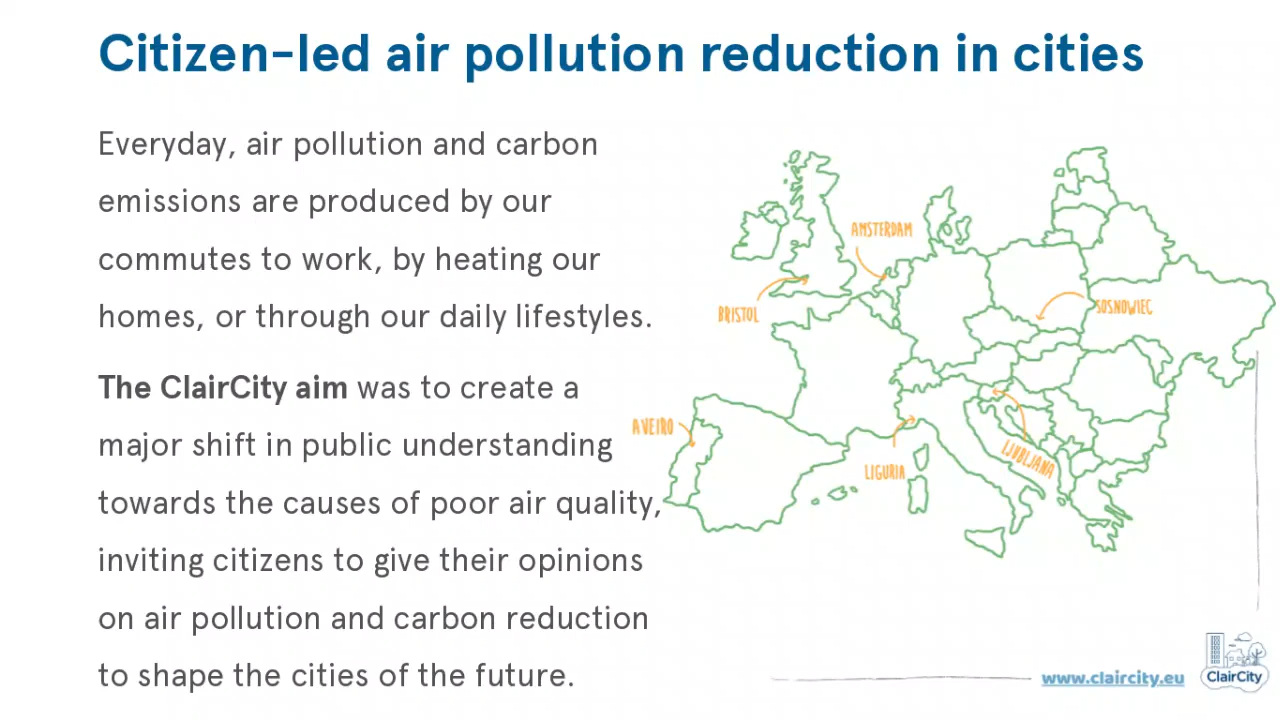 Citizen-led air pollution reduction in cities
Everyday, air pollution and carbon
emissions are produced by our
commutes to work, by heating our
homes, or through our daily lifestyles.
The ClairCity aim was to create a
major shift in public understanding
towards the causes of poor air quality,
inviting citizens to give their opinions
on air pollution and carbon reduction
to shape the cities of the future.
AMSTERDAM
BRISTOL
SOSNOWIEC
AVEIRO
LIGURIA
LJUBLJANA
www.claircity.eu
ClairCity